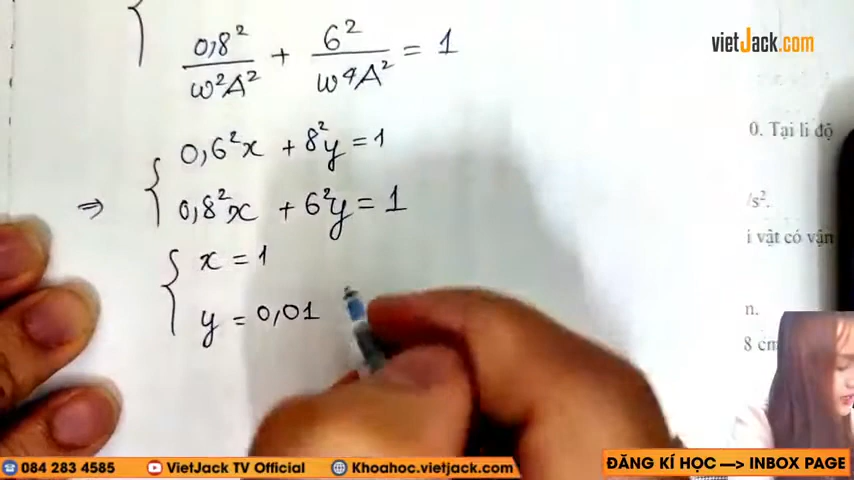 vietJack.com
0,8² / ω²A² + 6² / ω⁴A² = 1
0. Tại li độ
0,6²x + 8²y = 1
⇒ 0,8²x + 6²y = 1
/s².
i vật có vận
x = 1
y = 0,01
n.
8 cm
084 283 4585 VietJack TV Official Khoahoc.vietjack.com
ĐĂNG KÍ HỌC —> INBOX PAGE